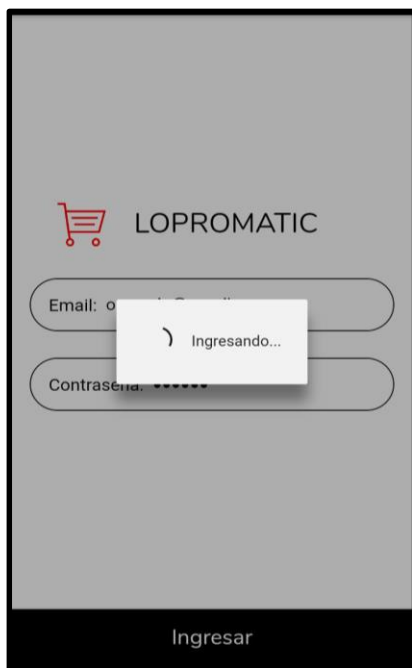 LOPROMATIC
Email:
Ingresando...
Contraseña:
Ingresar